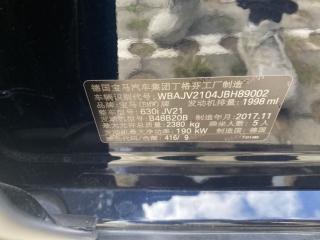 德国宝马汽车集团丁格芬工厂制造
车辆识别代号: WBAJV2104JBH89002
品牌: 宝马(BMW)牌 发动机排量: 1998 ml
整车型号: 630i JV21
发动机型号: B48B20B 制造年月: 2017.11
最大允许总质量: 2380 kg 乘坐人数: 5人
发动机最大净功率: 190 kW 制造国: 德国
416/ 9